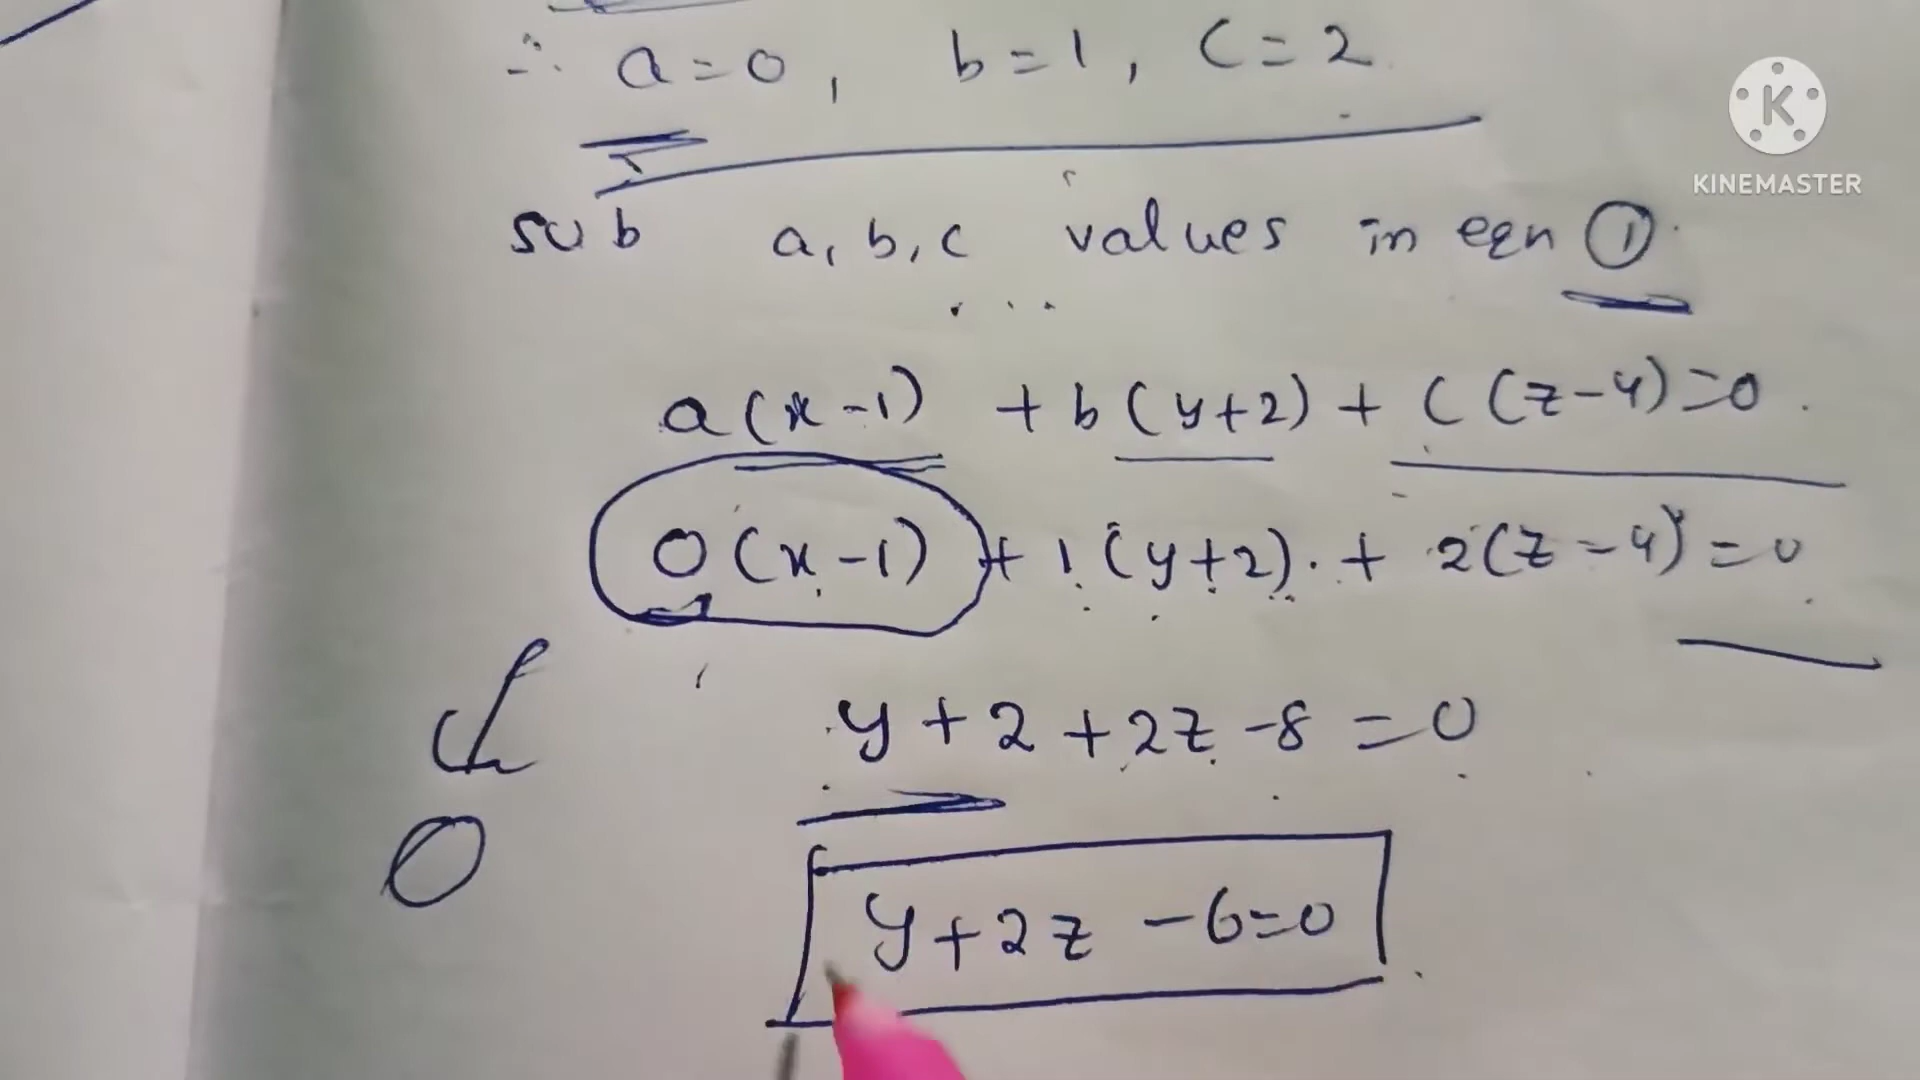 ∴ a=0, b=1, c=2
K
KINEMASTER
sub a, b, c values in eqn ①.
a(x-1) + b(y+2) + c(z-4)=0.
0(x-1) + 1(y+2) + 2(z-4)=0
y+2+2z-8=0
0
y+2z-6=0